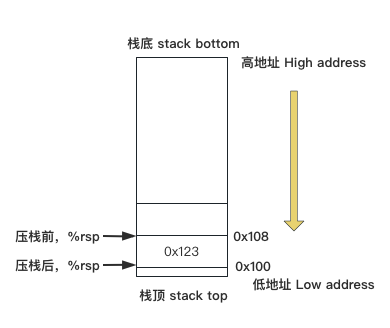 栈底 stack bottom
高地址 High address
压栈前，%rsp
0x108
0x123
压栈后，%rsp
0x100
低地址 Low address
栈顶 stack top